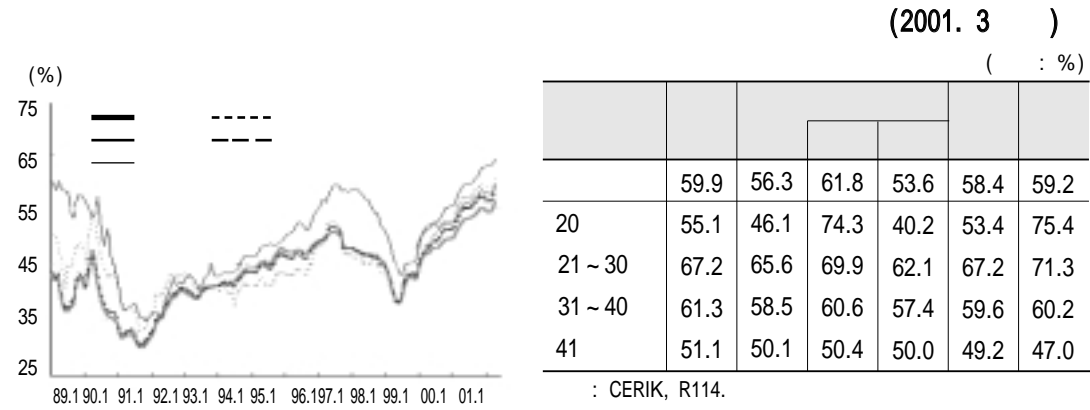 (2001. 3 )
( : %)
(%)
75
65
55
45
35
25
89.1 90.1 91.1 92.1 93.1 94.1 95.1 96.1 97.1 98.1 99.1 00.1 01.1
59.9 56.3 61.8 53.6 58.4 59.2
20 55.1 46.1 74.3 40.2 53.4 75.4
21 ~ 30 67.2 65.6 69.9 62.1 67.2 71.3
31 ~ 40 61.3 58.5 60.6 57.4 59.6 60.2
41 51.1 50.1 50.4 50.0 49.2 47.0
: CERIK, R114.